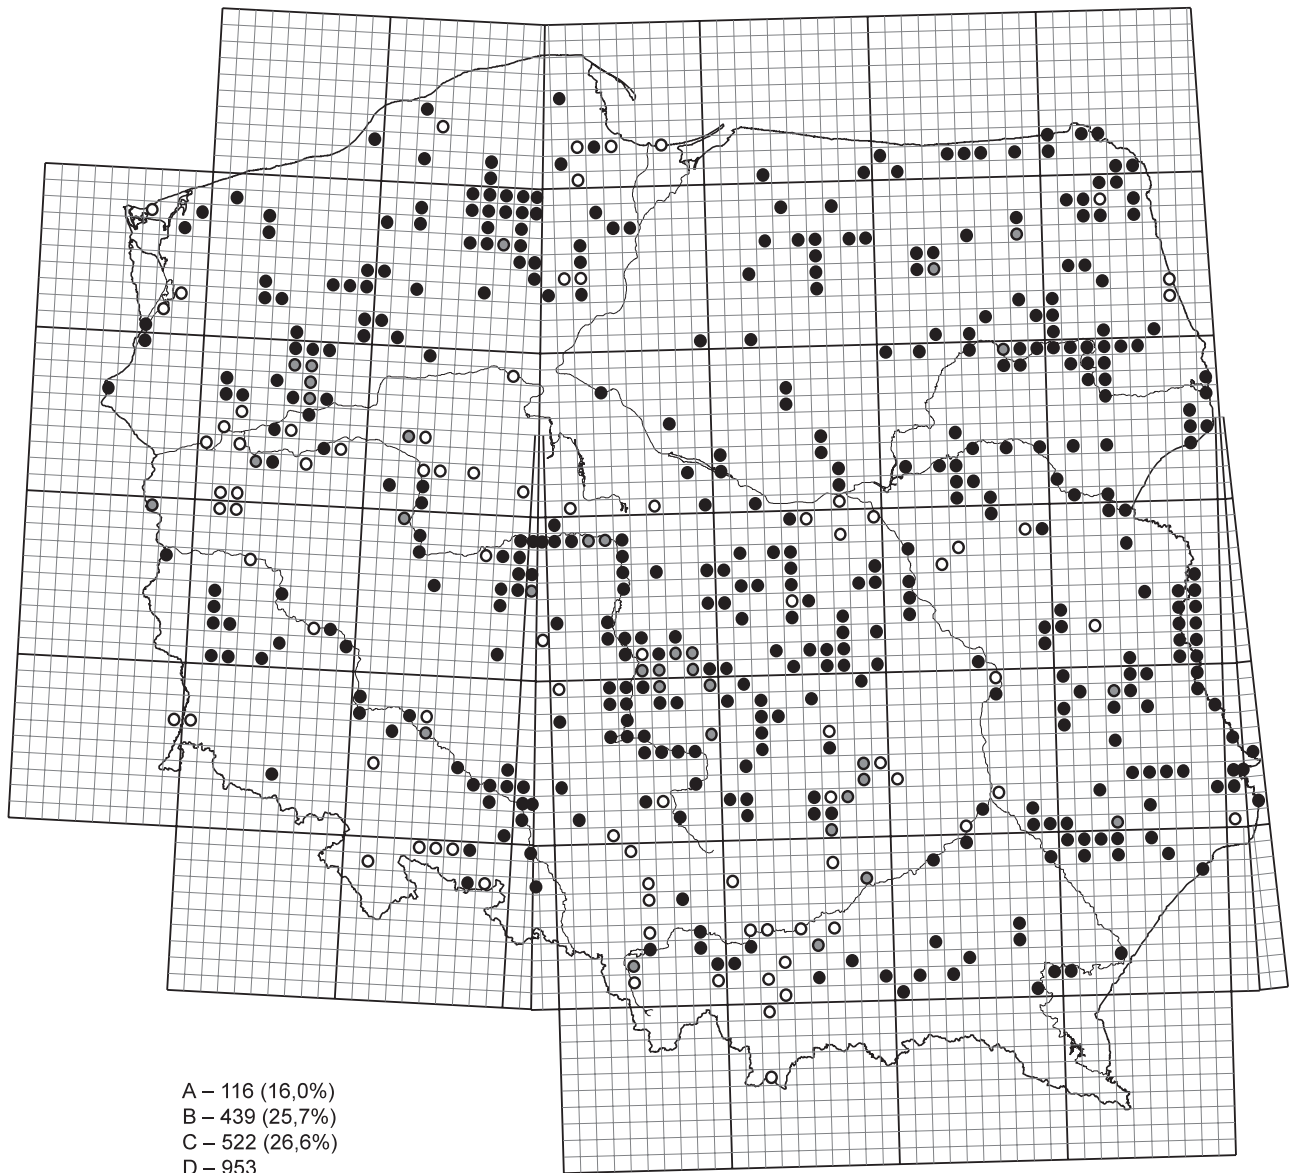 A – 116 (16,0%)
B – 439 (25,7%)
C – 522 (26,6%)
D – 953